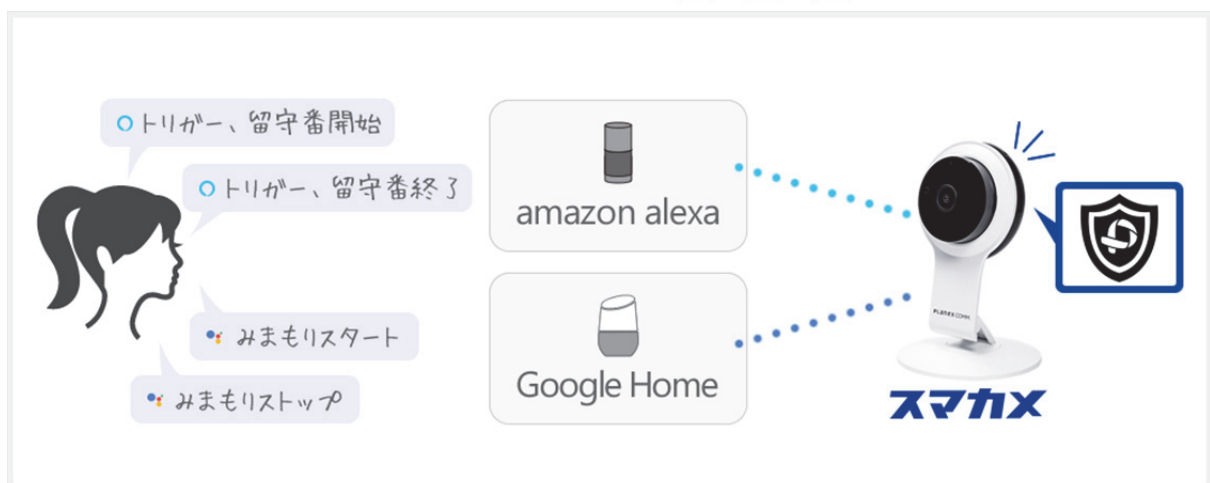 トリガー、留守番開始
トリガー、留守番終了
amazon alexa
みまもりスタート
Google Home
みまもりストップ
PLANEX COMM.
スマカメ